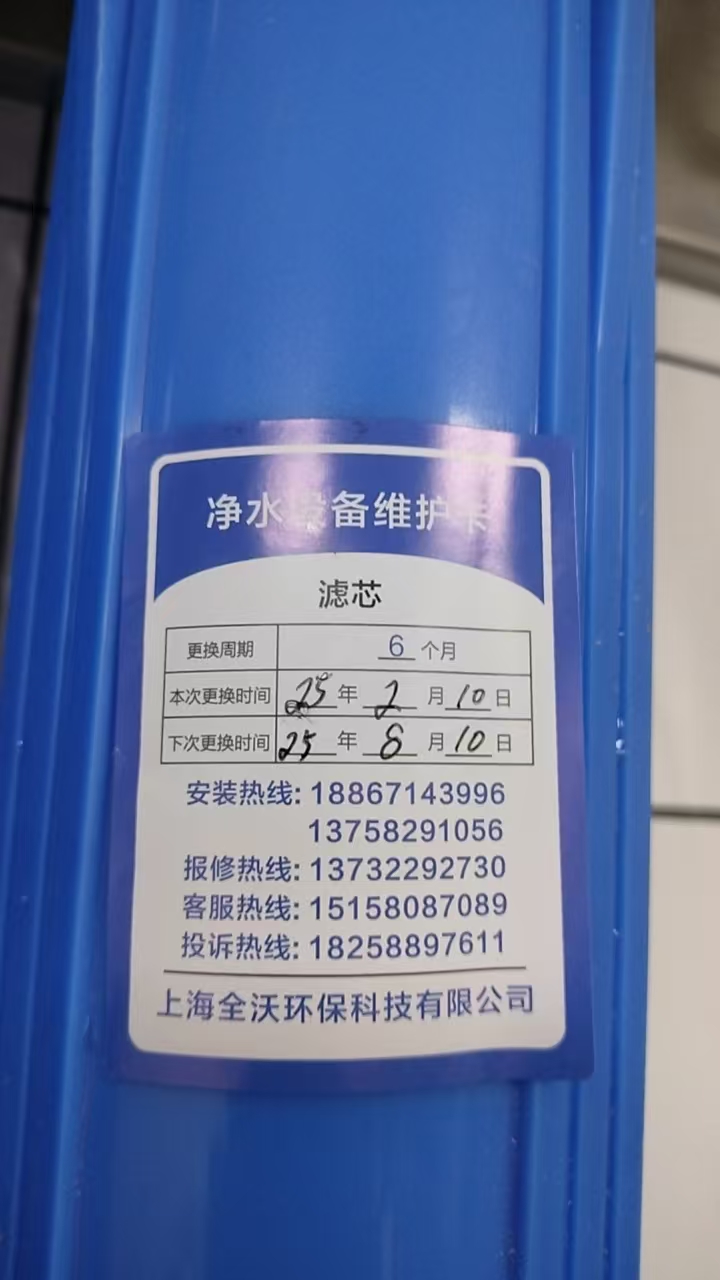 净水设备维护卡
滤芯
更换周期 6 个月
本次更换时间 25 年 2 月 10 日
下次更换时间 25 年 8 月 10 日
安装热线: 18867143996
13758291056
报修热线: 13732292730
客服热线: 15158087089
投诉热线: 18258897611
上海全沃环保科技有限公司